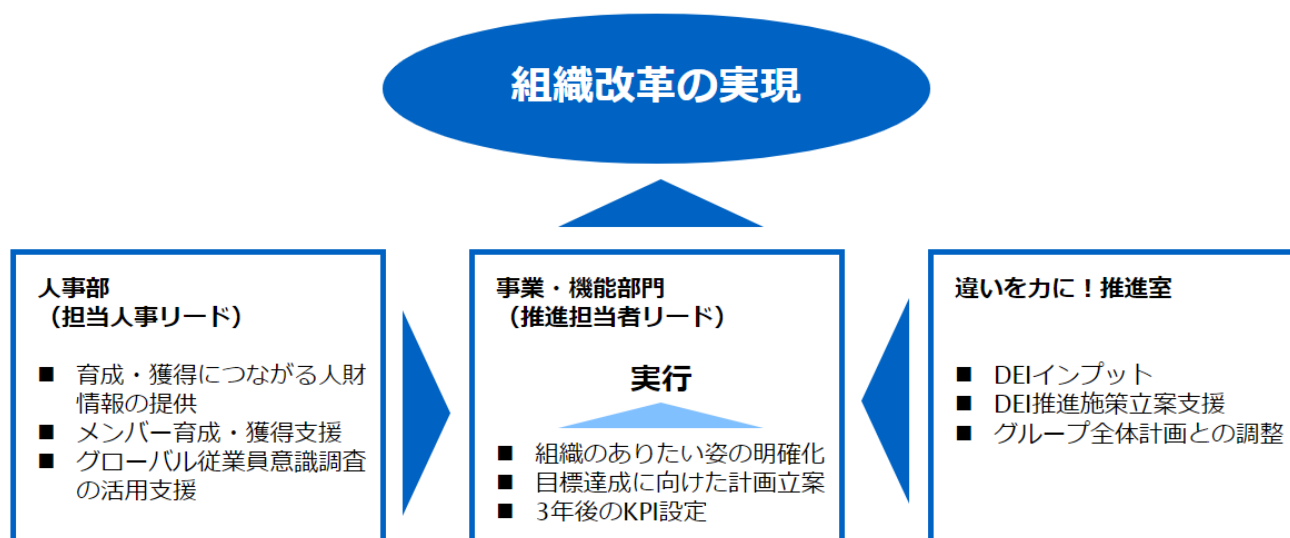 組織改革の実現
人事部
（担当人事リード）
■ 育成・獲得につながる人財
情報の提供
■ メンバー育成・獲得支援
■ グローバル従業員意識調査
の活用支援
事業・機能部門
（推進担当者リード）
実行
■ 組織のありたい姿の明確化
■ 目標達成に向けた計画立案
■ 3年後のKPI設定
違いを力に！推進室
■ DEIインプット
■ DEI推進施策立案支援
■ グループ全体計画との調整